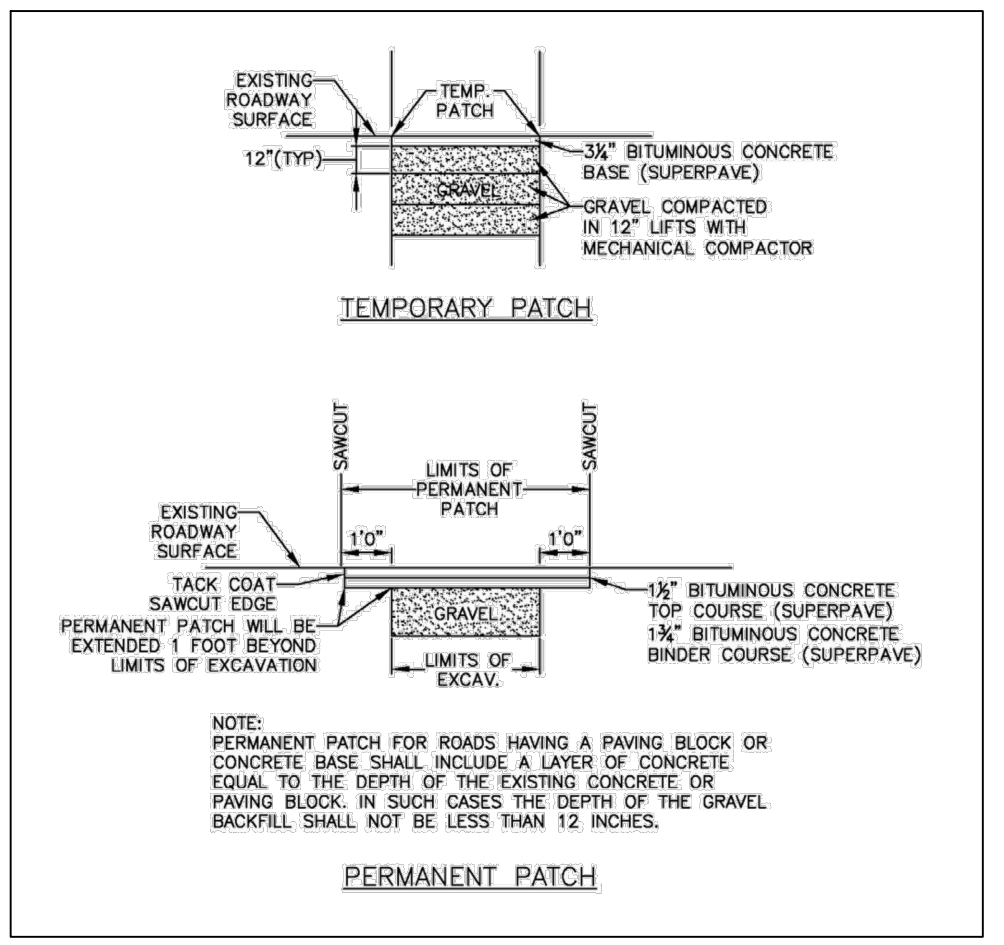 EXISTING
ROADWAY
SURFACE
TEMP.
PATCH
12"(TYP)
3¼" BITUMINOUS CONCRETE
BASE (SUPERPAVE)
GRAVEL
GRAVEL COMPACTED
IN 12" LIFTS WITH
MECHANICAL COMPACTOR
TEMPORARY PATCH
SAWCUT
SAWCUT
LIMITS OF
PERMANENT
PATCH
EXISTING
ROADWAY
SURFACE
1'0"
1'0"
TACK COAT
SAWCUT EDGE
PERMANENT PATCH WILL BE
EXTENDED 1 FOOT BEYOND
LIMITS OF EXCAVATION
GRAVEL
1½" BITUMINOUS CONCRETE
TOP COURSE (SUPERPAVE)
1¾" BITUMINOUS CONCRETE
BINDER COURSE (SUPERPAVE)
LIMITS OF
EXCAV.
NOTE:
PERMANENT PATCH FOR ROADS HAVING A PAVING BLOCK OR
CONCRETE BASE SHALL INCLUDE A LAYER OF CONCRETE
EQUAL TO THE DEPTH OF THE EXISTING CONCRETE OR
PAVING BLOCK. IN SUCH CASES THE DEPTH OF THE GRAVEL
BACKFILL SHALL NOT BE LESS THAN 12 INCHES.
PERMANENT PATCH